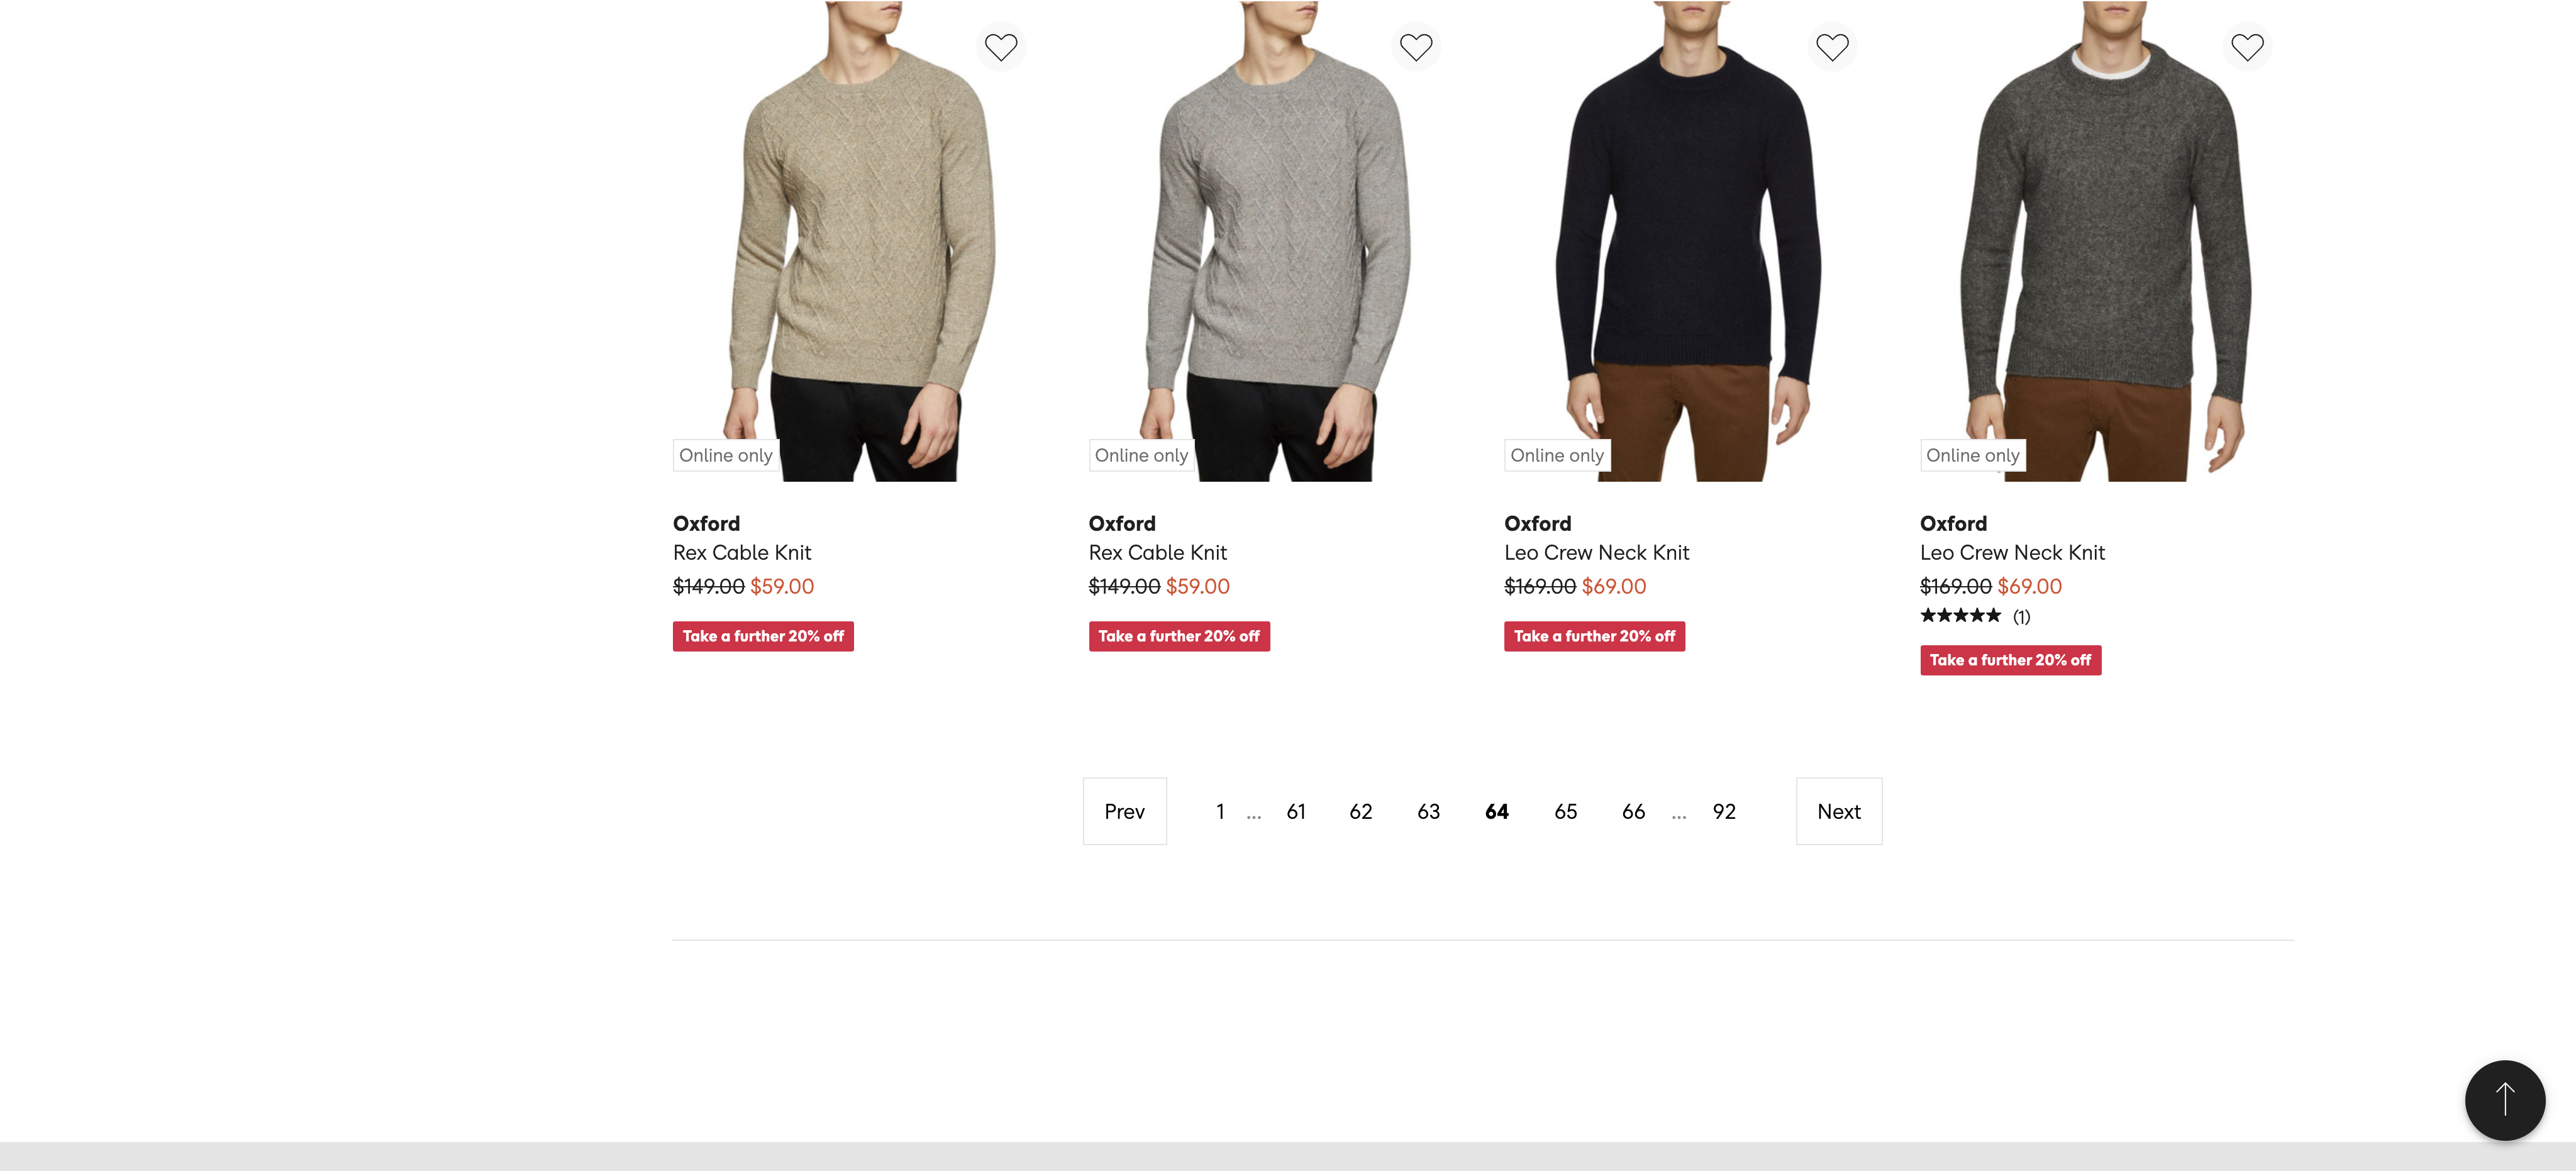 Online only
Oxford
Rex Cable Knit
$149.00 $59.00
Take a further 20% off
Online only
Oxford
Rex Cable Knit
$149.00 $59.00
Take a further 20% off
Online only
Oxford
Leo Crew Neck Knit
$169.00 $69.00
Take a further 20% off
Online only
Oxford
Leo Crew Neck Knit
$169.00 $69.00
★★★★★ (1)
Take a further 20% off
Prev 1 ... 61 62 63 64 65 66 ... 92 Next